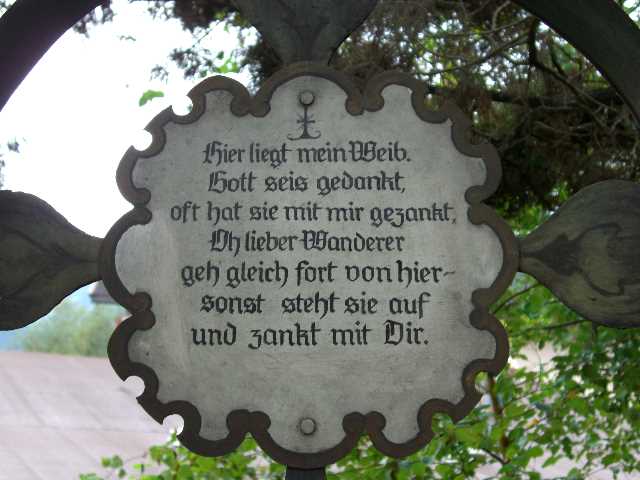 Hier liegt mein Weib.
Gott seis gedankt,
oft hat sie mit mir gezankt,
Oh lieber Wanderer
geh gleich fort von hier-
sonst steht sie auf
und zankt mit Dir.